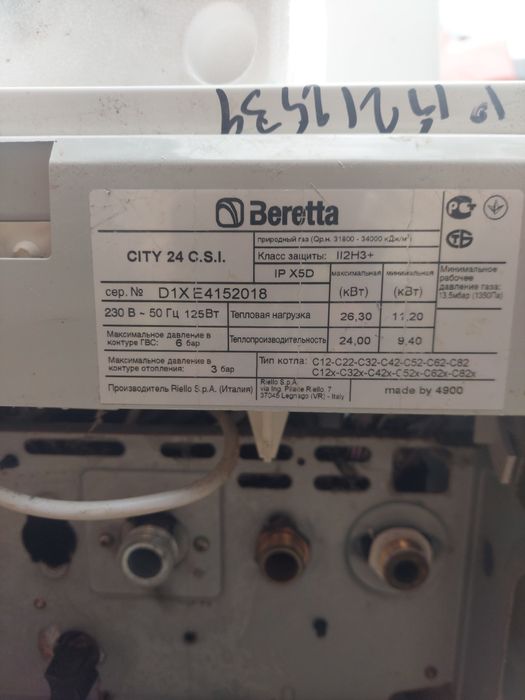 Beretta
CITY 24 C.S.I.
природный газ (Qр.н. 31800 - 34000 кДж/м³)
Класс защиты: II2H3+
IP X5D
максимальная (кВт)
минимальная (кВт)
Минимальное рабочее давление газа: 13.5мбар (1350Па)
сер. № D1X E4152018
230 В ~ 50 Гц 125Вт
Тепловая нагрузка 26,30 11,20
Максимальное давление в контуре ГВС: 6 бар
Теплопроизводительность 24,00 9,40
Максимальное давление в контуре отопления: 3 бар
Тип котла: C12-C22-C32-C42-C52-C62-C82
C12x-C32x-C42x-C52x-C62x-C82x
Производитель Riello S.p.A. (Италия)
Riello S.p.A.
via Ing. Pilade Riello, 7
37045 Legnago (VR) - Italy
made by 4900